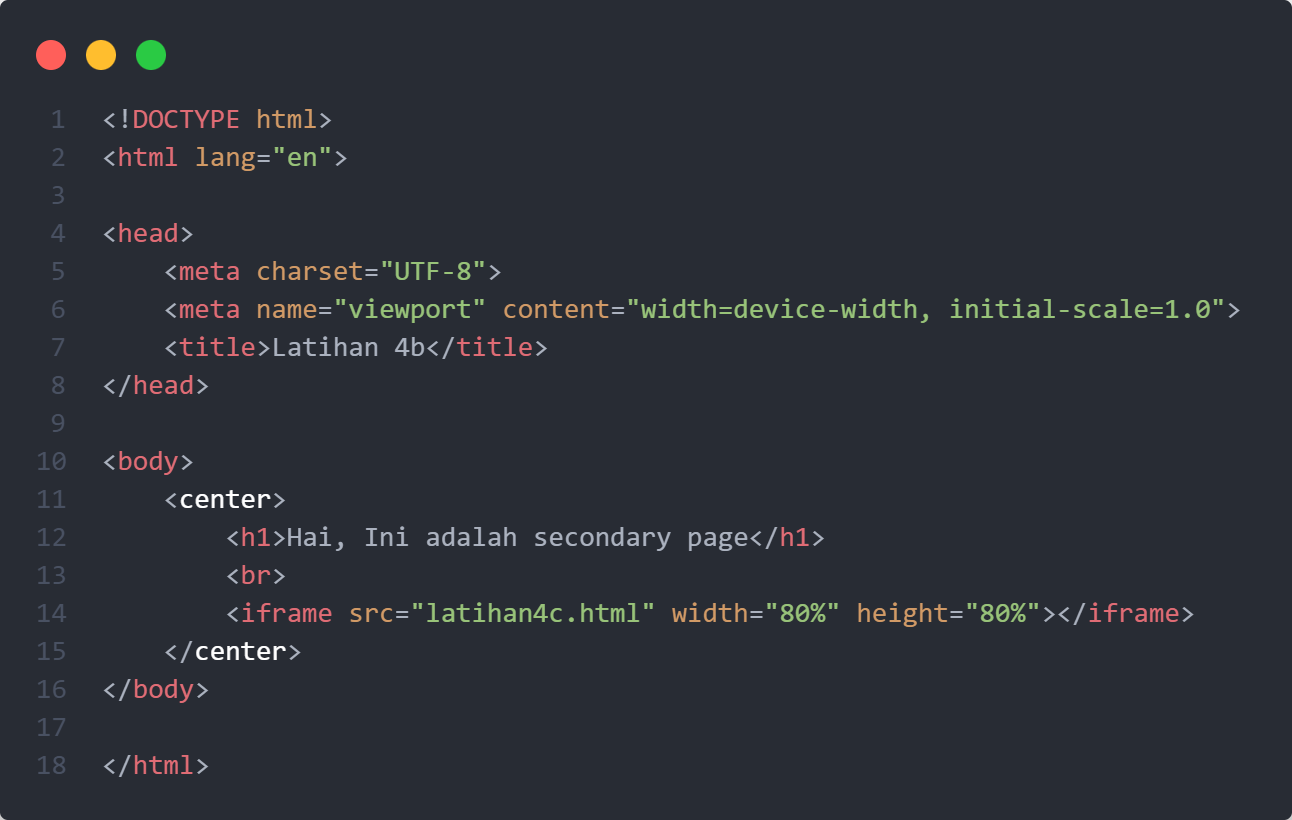 1 <!DOCTYPE html>
2 <html lang="en">
3
4 <head>
5     <meta charset="UTF-8">
6     <meta name="viewport" content="width=device-width, initial-scale=1.0">
7     <title>Latihan 4b</title>
8 </head>
9
10 <body>
11     <center>
12         <h1>Hai, Ini adalah secondary page</h1>
13         <br>
14         <iframe src="latihan4c.html" width="80%" height="80%"></iframe>
15     </center>
16 </body>
17
18 </html>